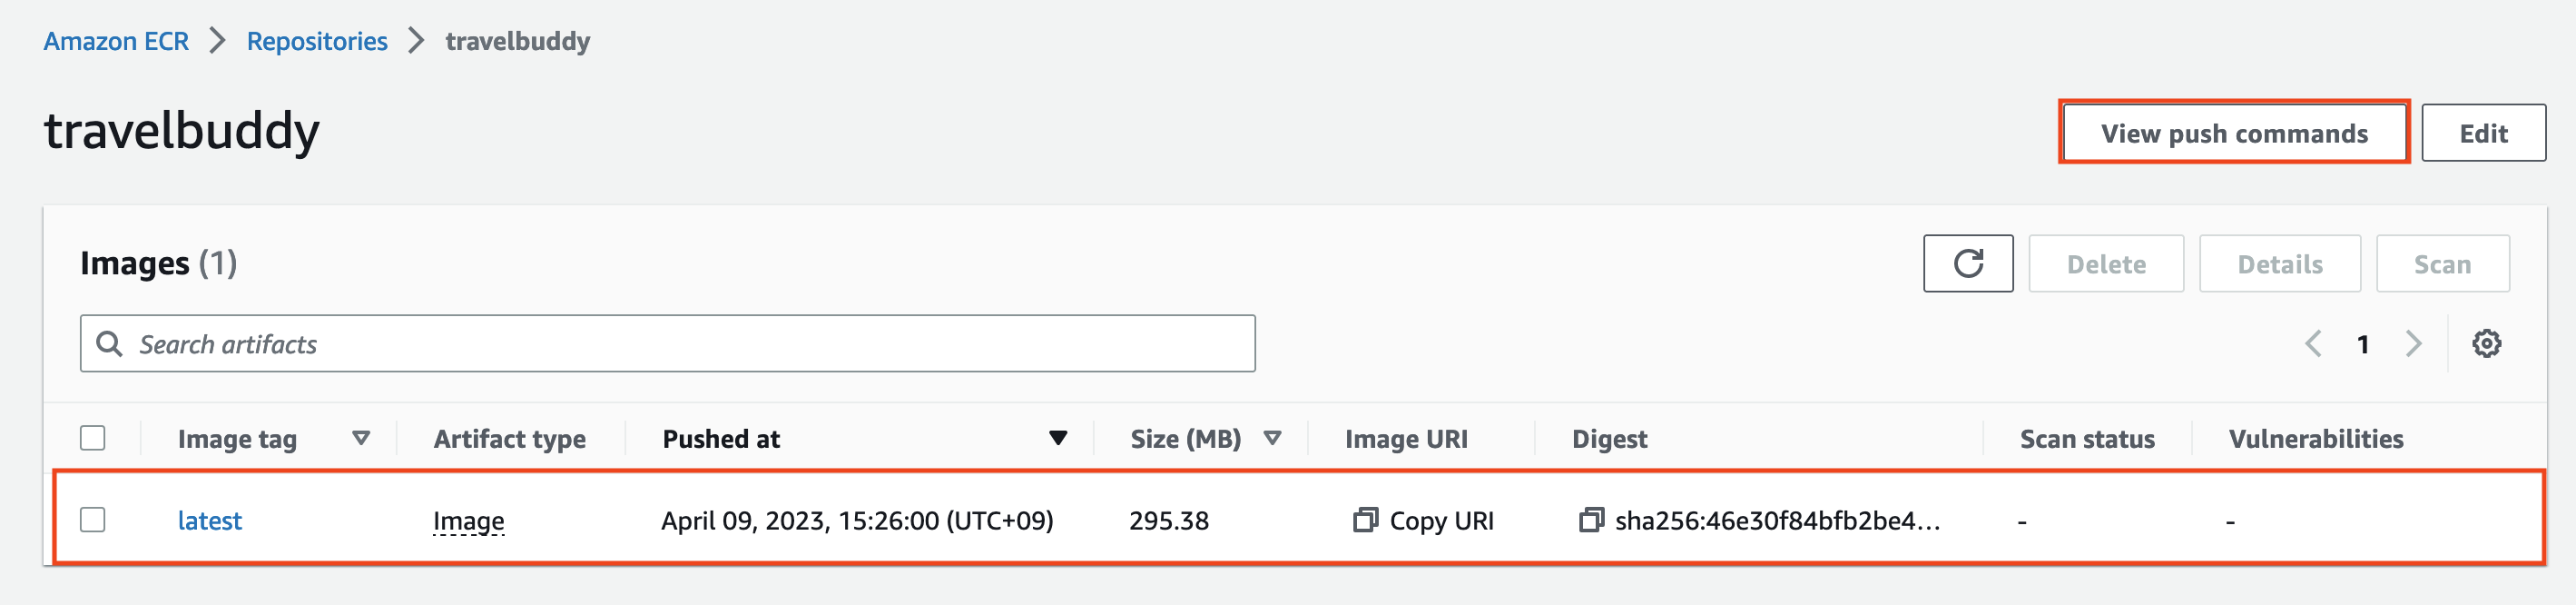 Amazon ECR > Repositories > travelbuddy
travelbuddy
View push commands
Edit
Images (1)
Delete
Details
Scan
Search artifacts
1
Image tag Artifact type Pushed at Size (MB) Image URI Digest Scan status Vulnerabilities
latest Image April 09, 2023, 15:26:00 (UTC+09) 295.38 Copy URI sha256:46e30f84bfb2be4... - -